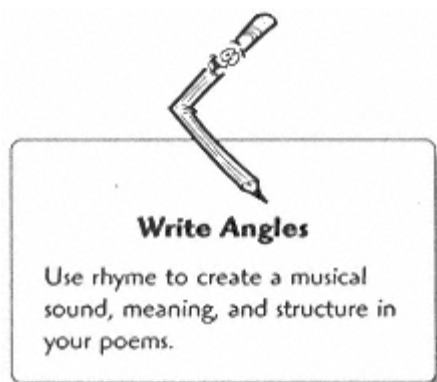 Write Angles
Use rhyme to create a musical
sound, meaning, and structure in
your poems.